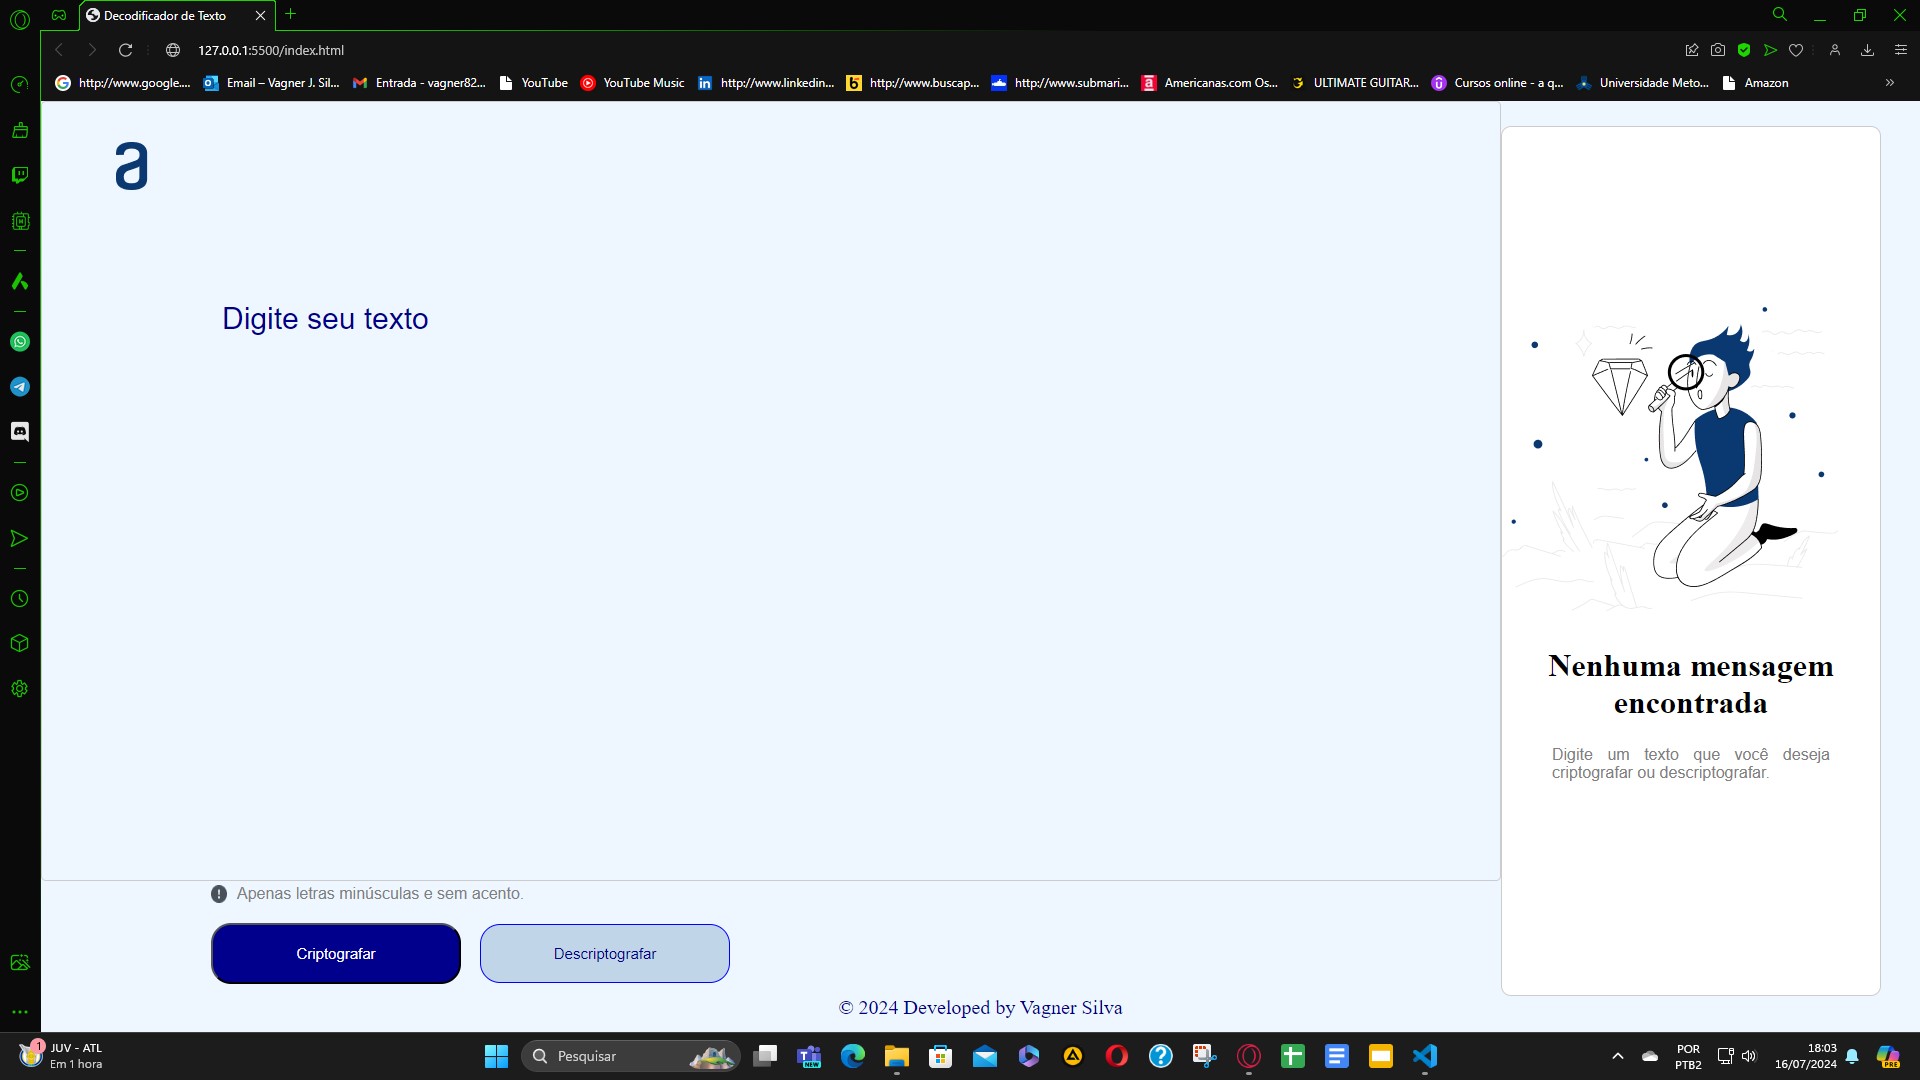 Decodificador de Texto
127.0.0.1:5500/index.html
http://www.google.... Email – Vagner J. Sil... Entrada - vagner82... YouTube YouTube Music http://www.linkedin... http://www.buscap... http://www.submari... Americanas.com Os... ULTIMATE GUITAR... Cursos online - a q... Universidade Meto... Amazon
a
Digite seu texto
Nenhuma mensagem
encontrada
Digite um texto que você deseja
criptografar ou descriptografar.
Apenas letras minúsculas e sem acento.
Criptografar Descriptografar
© 2024 Developed by Vagner Silva
1 JUV - ATL
Em 1 hora
Pesquisar
NEW
POR
PTB2
18:03
16/07/2024
PRE